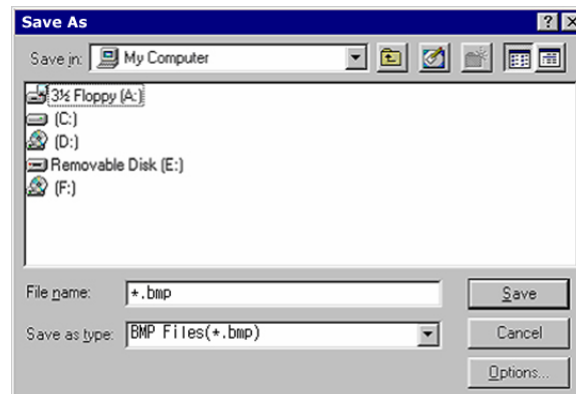 Save As
Save in: My Computer
3½ Floppy (A:)
(C:)
(D:)
Removable Disk (E:)
(F:)
File name: *.bmp
Save
Save as type: BMP Files(*.bmp)
Cancel
Options...